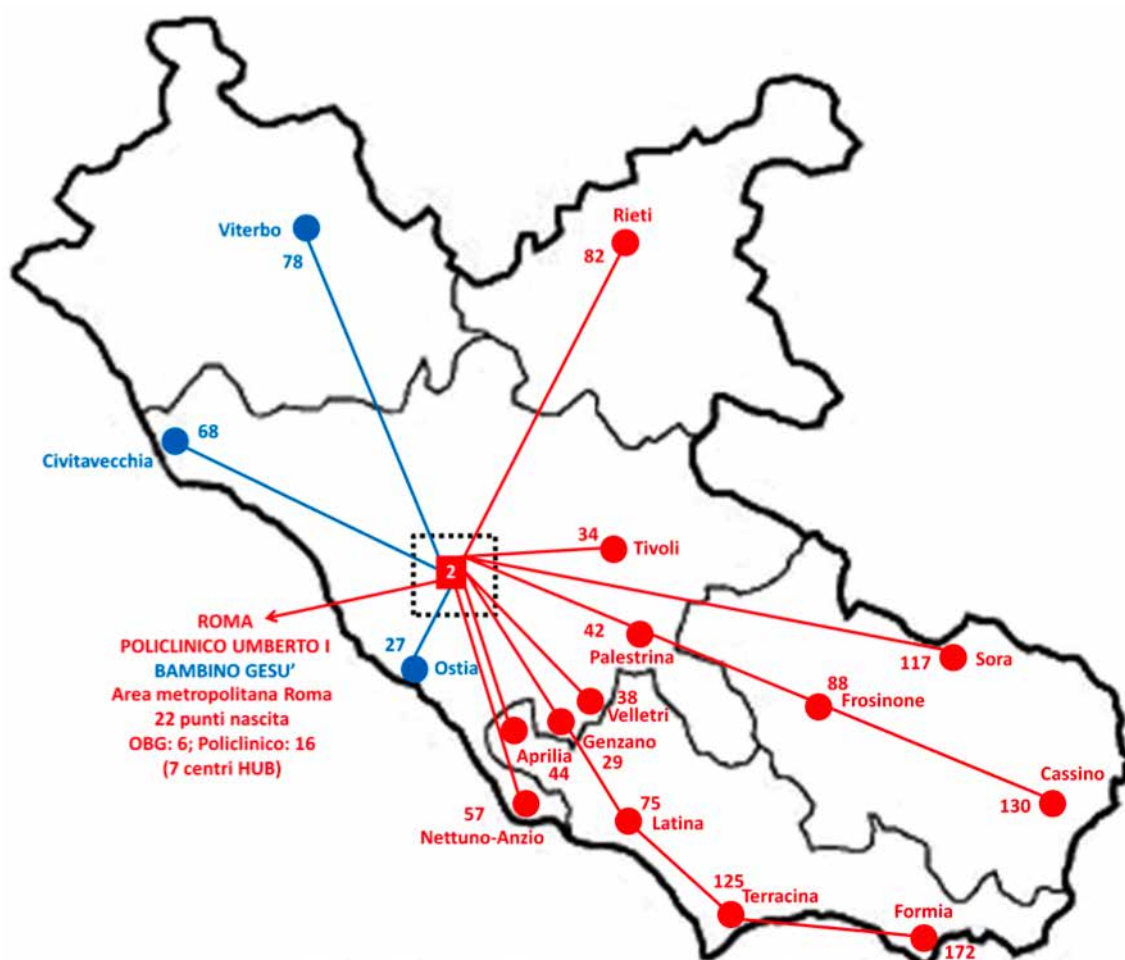 Rieti
82
Viterbo
78
68
Civitavecchia
34
Tivoli
2
ROMA
POLICLINICO UMBERTO I
BAMBINO GESU’
Area metropolitana Roma
22 punti nascita
OBG: 6; Policlinico: 16
(7 centri HUB)
27
Ostia
42
Palestrina
117
Sora
88
Frosinone
38
Velletri
Genzano
29
Aprilia
44
Cassino
130
57
Nettuno-Anzio
75
Latina
125
Terracina
Formia
172